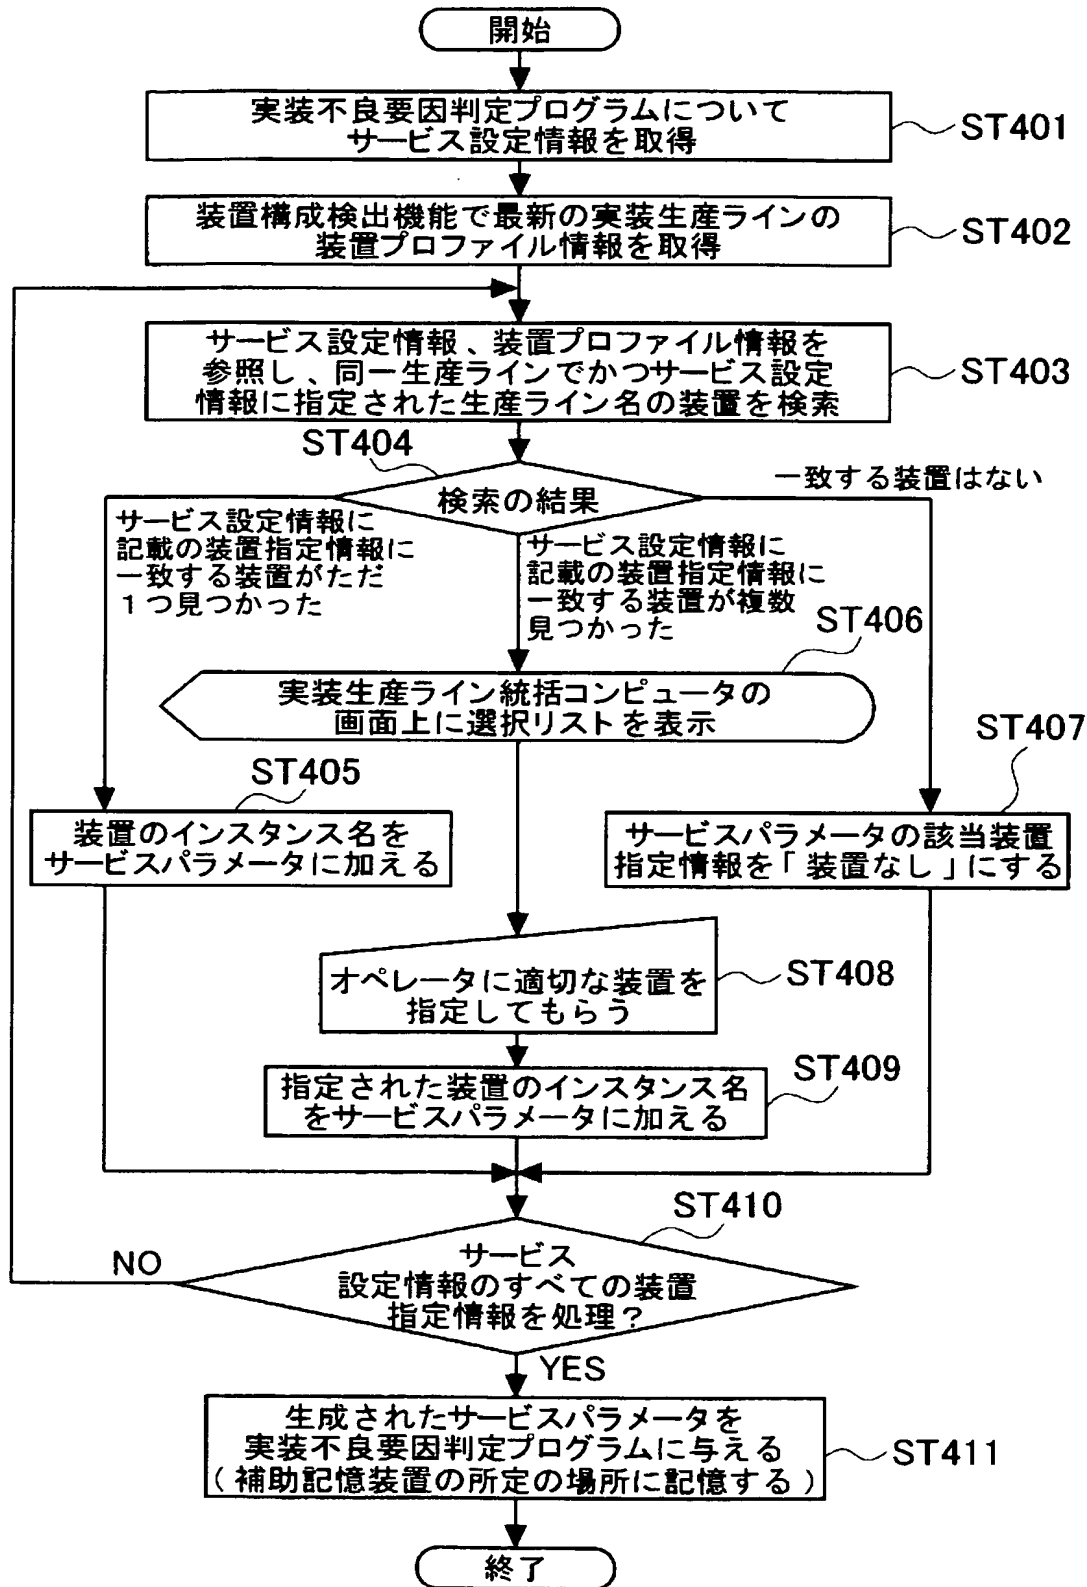 開始
実装不良要因判定プログラムについて
サービス設定情報を取得
ST401
装置構成検出機能で最新の実装生産ラインの
装置プロファイル情報を取得
ST402
サービス設定情報、装置プロファイル情報を
参照し、同一生産ラインでかつサービス設定
情報に指定された生産ライン名の装置を検索
ST403
ST404
検索の結果
一致する装置はない
サービス設定情報に
記載の装置指定情報に
一致する装置がただ
1つ見つかった
サービス設定情報に
記載の装置指定情報に
一致する装置が複数
見つかった
ST406
実装生産ライン統括コンピュータの
画面上に選択リストを表示
ST407
ST405
装置のインスタンス名を
サービスパラメータに加える
サービスパラメータの該当装置
指定情報を「装置なし」にする
オペレータに適切な装置を
指定してもらう
ST408
指定された装置のインスタンス名
をサービスパラメータに加える
ST409
ST410
サービス
設定情報のすべての装置
指定情報を処理?
NO
YES
生成されたサービスパラメータを
実装不良要因判定プログラムに与える
(補助記憶装置の所定の場所に記憶する)
ST411
終了